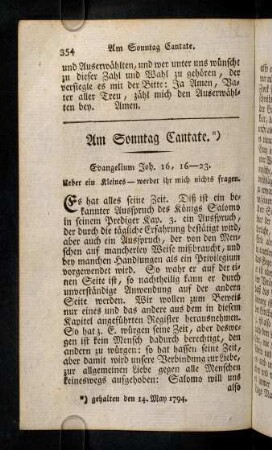 354 Am Sonntag Cantate.
und Auserwählten, und wer unter uns wünscht
zu dieser Zahl und Wahl zu gehören, der
versiegle es mit der Bitte: Ja Amen, Va-
ter aller Treu, zähl mich den Auserwähl-
ten bey. Amen.
Am Sonntag Cantate.*)
Evangelium Joh. 16, 16—23.
Ueber ein Kleines — werdet ihr mich nichts fragen.
Es hat alles seine Zeit. Diß ist ein be-
kannter Ausspruch des Königs Salomo
in seinem Prediger Kap. 3. ein Ausspruch,
der durch die tägliche Erfahrung bestätigt wird,
aber auch ein Ausspruch, der von den Men-
schen auf mancherley Weise mißbraucht, und
bey manchen Handlungen als ein Privilegium
vorgewendet wird. So wahr er auf der ei-
nen Seite ist, so nachtheilig kann er durch
unverständige Anwendung auf der andern
Seite werden. Wir wollen zum Beweis
nur eines und das andere aus dem in diesem
Kapitel angeführten Register herausnehmen.
So hat z. E. würgen seine Zeit, aber deswe-
gen ist kein Mensch dadurch berechtigt, den
andern zu würgen: so hat hassen seine Zeit,
aber damit wird unsere Verbindung zur Liebe,
zur allgemeinen Liebe gegen alle Menschen
keineswegs aufgehoben: Salomo will uns
also
*) gehalten den 14. May 1794.